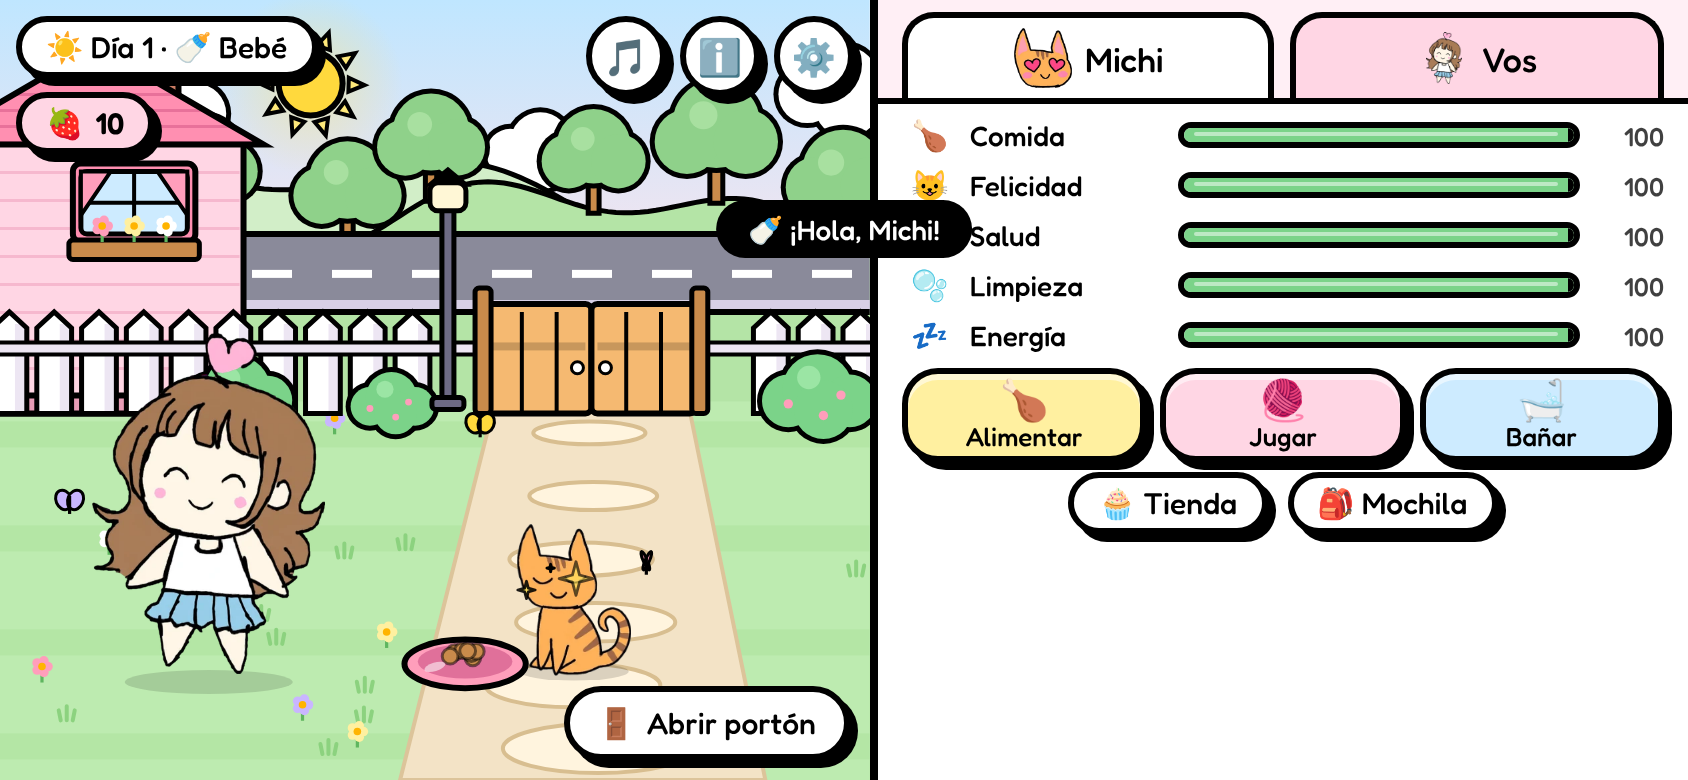 Día 1 · Bebé
10
¡Hola, Michi!
Abrir portón
Michi
Vos
Comida 100
Felicidad 100
Salud 100
Limpieza 100
Energía 100
Alimentar
Jugar
Bañar
Tienda
Mochila